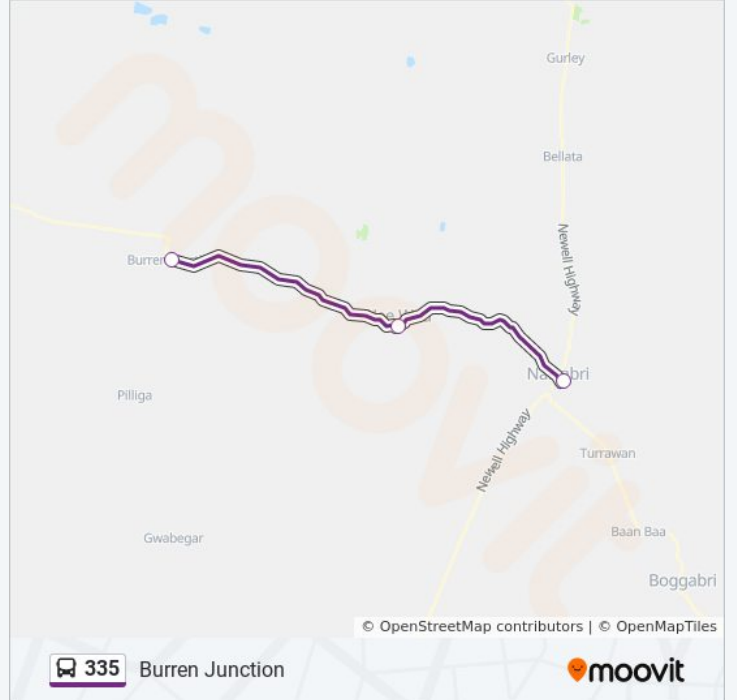 Gurley
Bellata
Newell Highway
Burren
Pilliga
Newell Highway
Turrawan
Gwabegar
Baan Baa
Boggabri
© OpenStreetMap contributors | © OpenMapTiles
335 Burren Junction
moovit
moovit